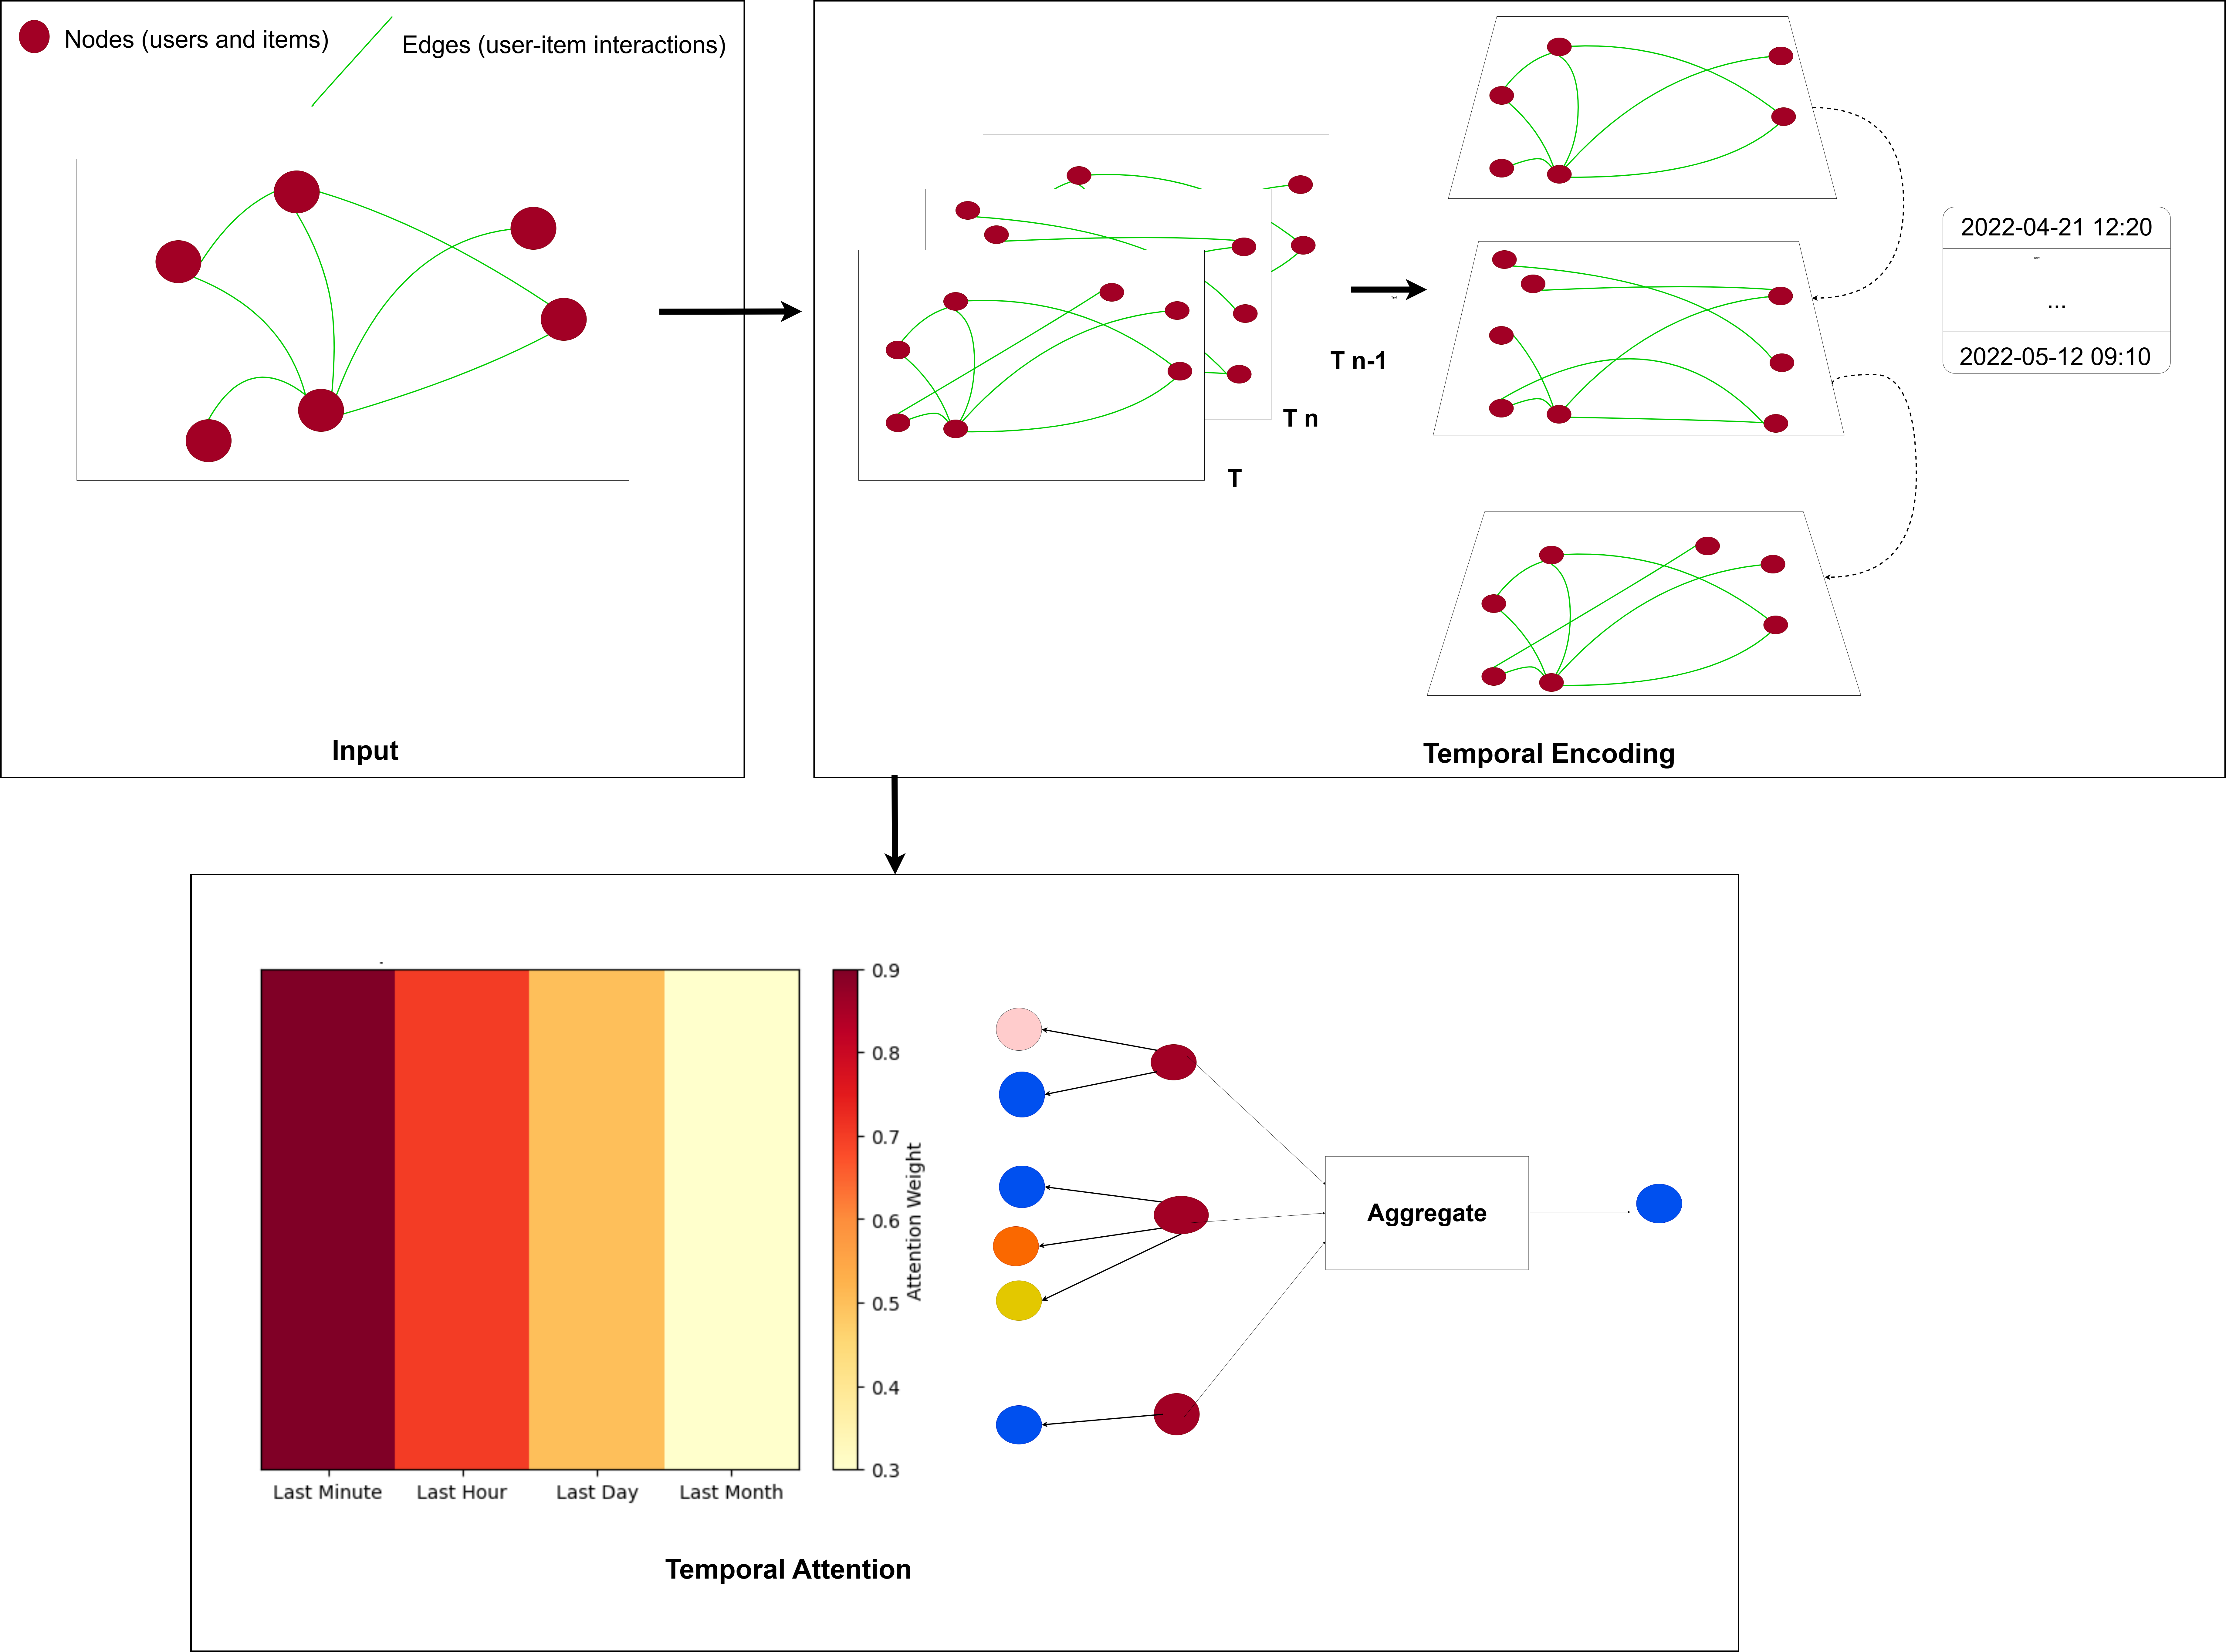 Nodes (users and items)
Edges (user-item interactions)
Input
T n-1
T n
T
Text
2022-04-21 12:20
Text
...
2022-05-12 09:10
Temporal Encoding
0.9
0.8
0.7
0.6
0.5
0.4
0.3
Attention Weight
Last Minute
Last Hour
Last Day
Last Month
Aggregate
Temporal Attention